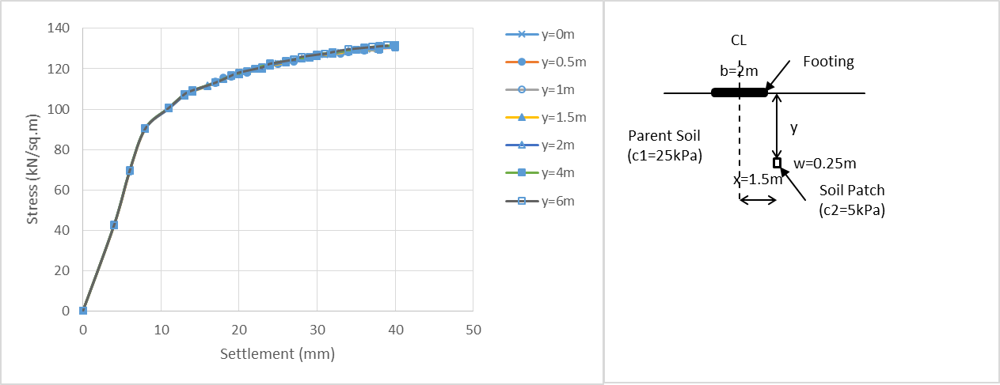 140
120
100
80
60
40
20
0
0 10 20 30 40 50
Stress (kN/sq.m)
Settlement (mm)
y=0m
y=0.5m
y=1m
y=1.5m
y=2m
y=4m
y=6m
CL
Footing
b=2m
y
Parent Soil
(c1=25kPa)
w=0.25m
x=1.5m
Soil Patch
(c2=5kPa)